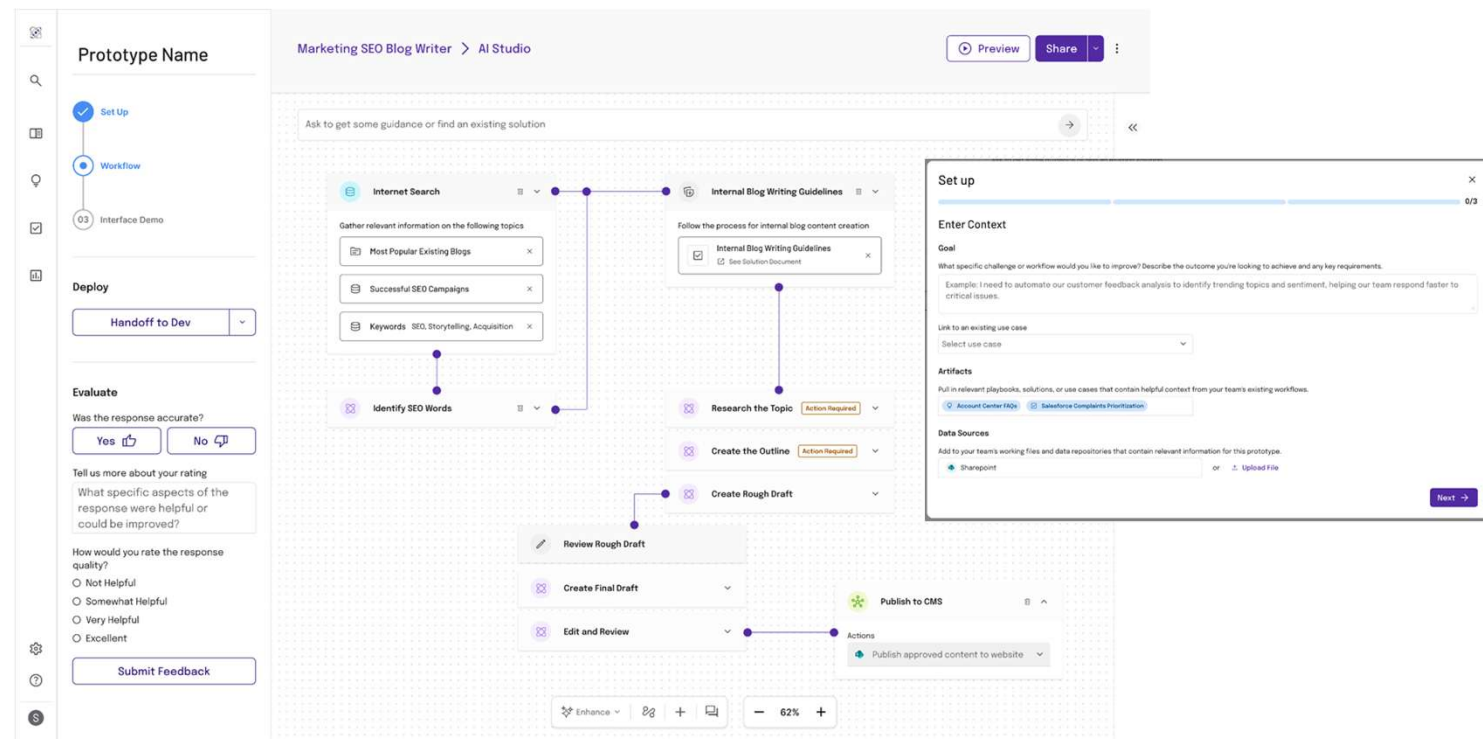 Prototype Name
Set Up
Workflow
03 Interface Demo
Deploy
Handoff to Dev
Evaluate
Was the response accurate?
Yes
No
Tell us more about your rating
What specific aspects of the
response were helpful or
could be improved?
How would you rate the response
quality?
Not Helpful
Somewhat Helpful
Very Helpful
Excellent
Submit Feedback
S
Marketing SEO Blog Writer > AI Studio
Preview
Share
Ask to get some guidance or find an existing solution
Internet Search
Gather relevant information on the following topics
Most Popular Existing Blogs
Successful SEO Campaigns
Keywords SEO, Storytelling, Acquisition
Identify SEO Words
Internal Blog Writing Guidelines
Follow the process for internal blog content creation
Internal Blog Writing Guidelines
See Solution Document
Research the Topic Action Required
Create the Outline Action Required
Create Rough Draft
Review Rough Draft
Create Final Draft
Edit and Review
Publish to CMS
Actions
Publish approved content to website
Enhance
62%
Set up
0/3
Enter Context
Goal
What specific challenge or workflow would you like to improve? Describe the outcome you're looking to achieve and any key requirements.
Example: I need to automate our customer feedback analysis to identify trending topics and sentiment, helping our team respond faster to
critical issues.
Link to an existing use case
Select use case
Artifacts
Pull in relevant playbooks, solutions, or use cases that contain helpful context from your team's existing workflows.
Account Center FAQs Salesforce Complaints Prioritization
Data Sources
Add to your team's working files and data repositories that contain relevant information for this prototype.
Sharepoint or Upload File
Next